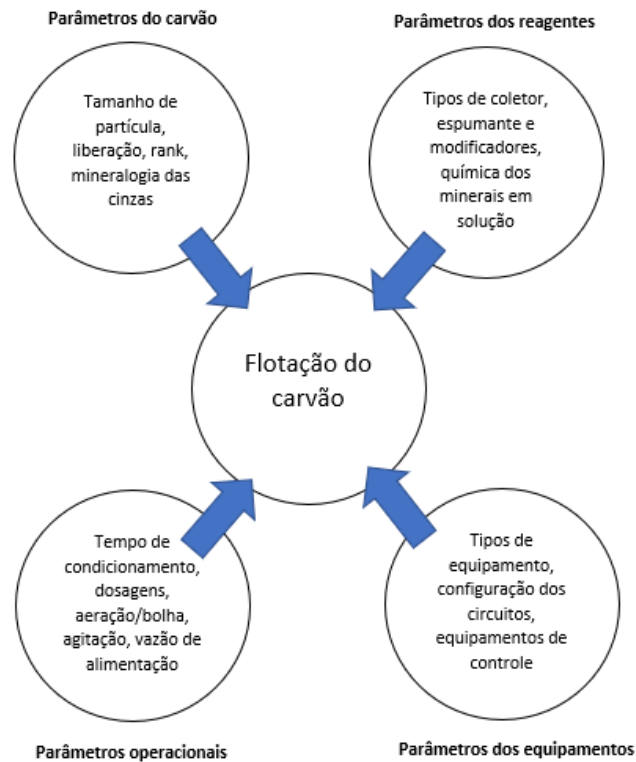 Parâmetros do carvão
Tamanho de
partícula,
liberação, rank,
mineralogia das
cinzas
Parâmetros dos reagentes
Tipos de coletor,
espumante e
modificadores,
química dos
minerais em
solução
Flotação do
carvão
Tempo de
condicionamento,
dosagens,
aeração/bolha,
agitação, vazão de
alimentação
Parâmetros operacionais
Tipos de
equipamento,
configuração dos
circuitos,
equipamentos de
controle
Parâmetros dos equipamentos